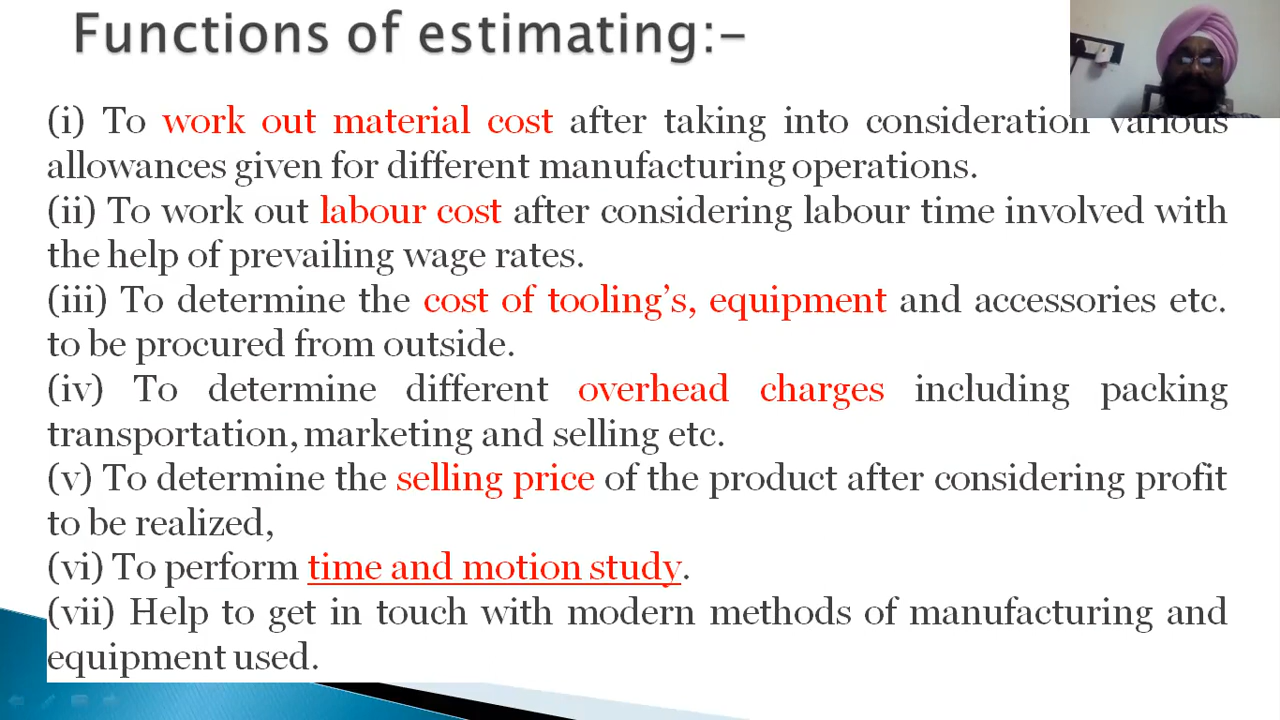 Functions of estimating:-
(i) To work out material cost after taking into consideration various
allowances given for different manufacturing operations.
(ii) To work out labour cost after considering labour time involved with
the help of prevailing wage rates.
(iii) To determine the cost of tooling's, equipment and accessories etc.
to be procured from outside.
(iv) To determine different overhead charges including packing
transportation, marketing and selling etc.
(v) To determine the selling price of the product after considering profit
to be realized,
(vi) To perform time and motion study.
(vii) Help to get in touch with modern methods of manufacturing and
equipment used.